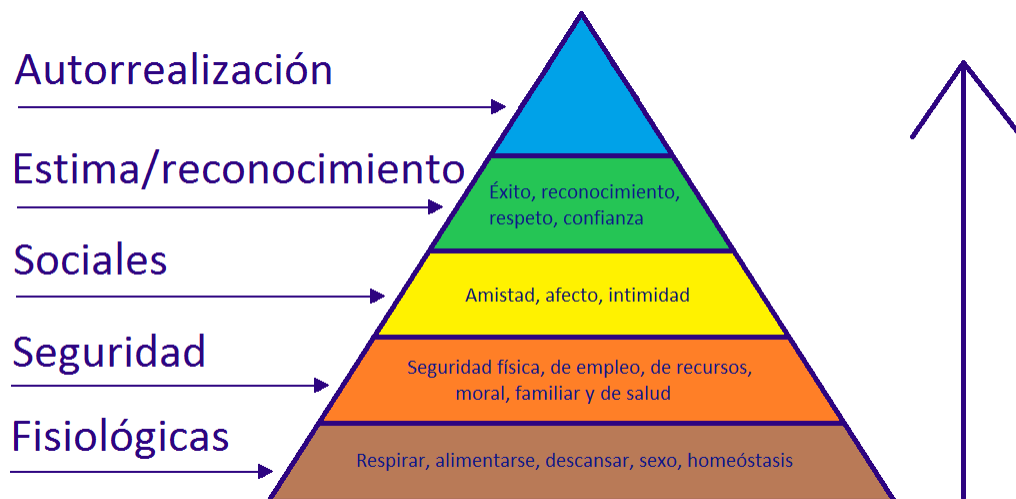 Autorrealización
Estima/reconocimiento
Éxito, reconocimiento,
respeto, confianza
Sociales
Amistad, afecto, intimidad
Seguridad
Seguridad física, de empleo, de recursos,
moral, familiar y de salud
Fisiológicas
Respirar, alimentarse, descansar, sexo, homeóstasis